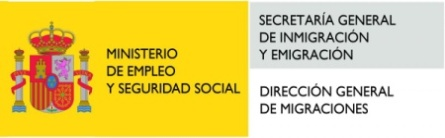 MINISTERIO
DE EMPLEO
Y SEGURIDAD SOCIAL
SECRETARÍA GENERAL
DE INMIGRACIÓN
Y EMIGRACIÓN
DIRECCIÓN GENERAL
DE MIGRACIONES